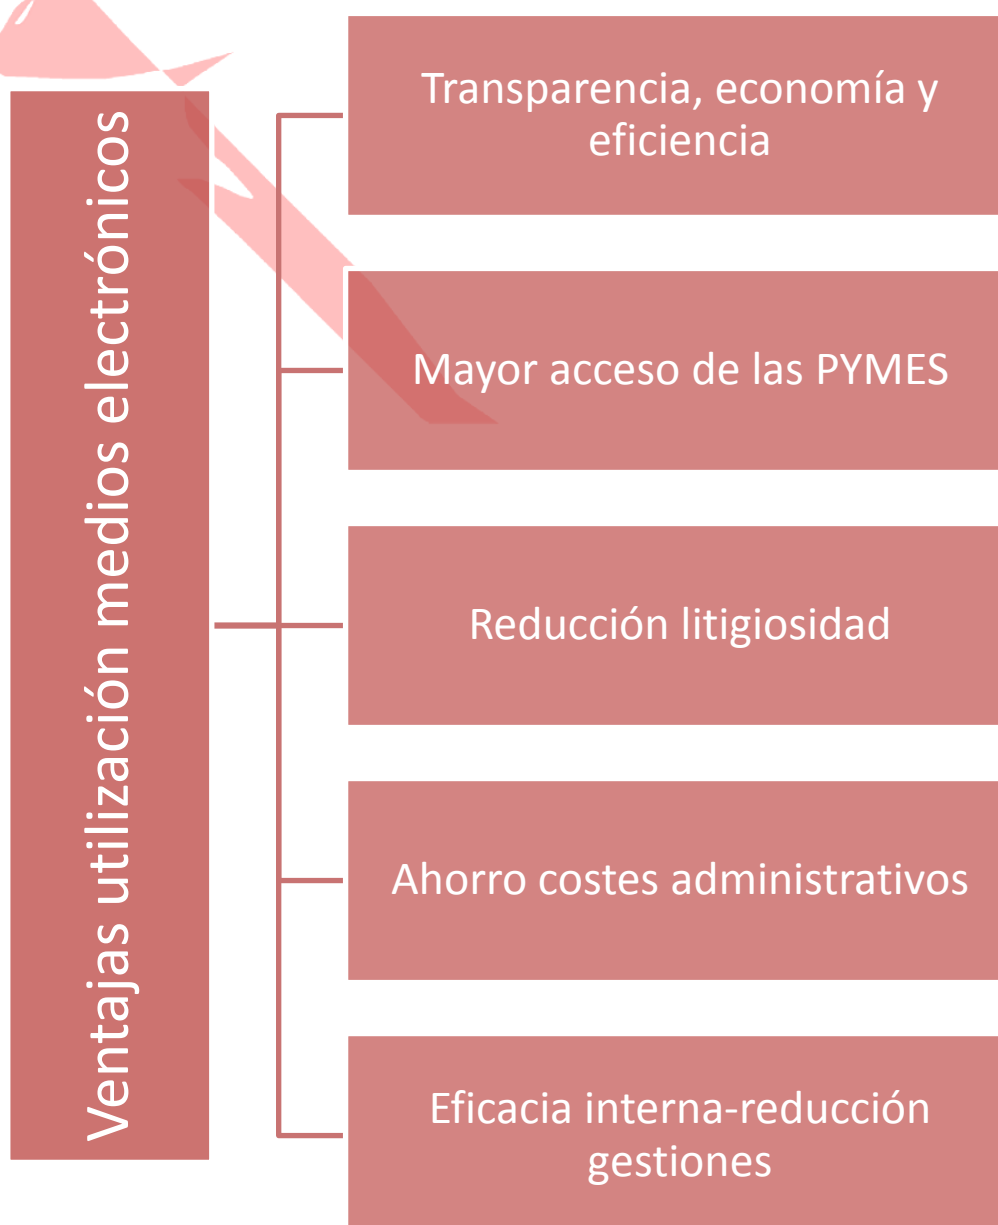 Ventajas utilización medios electrónicos
Transparencia, economía y
eficiencia
Mayor acceso de las PYMES
Reducción litigiosidad
Ahorro costes administrativos
Eficacia interna-reducción
gestiones